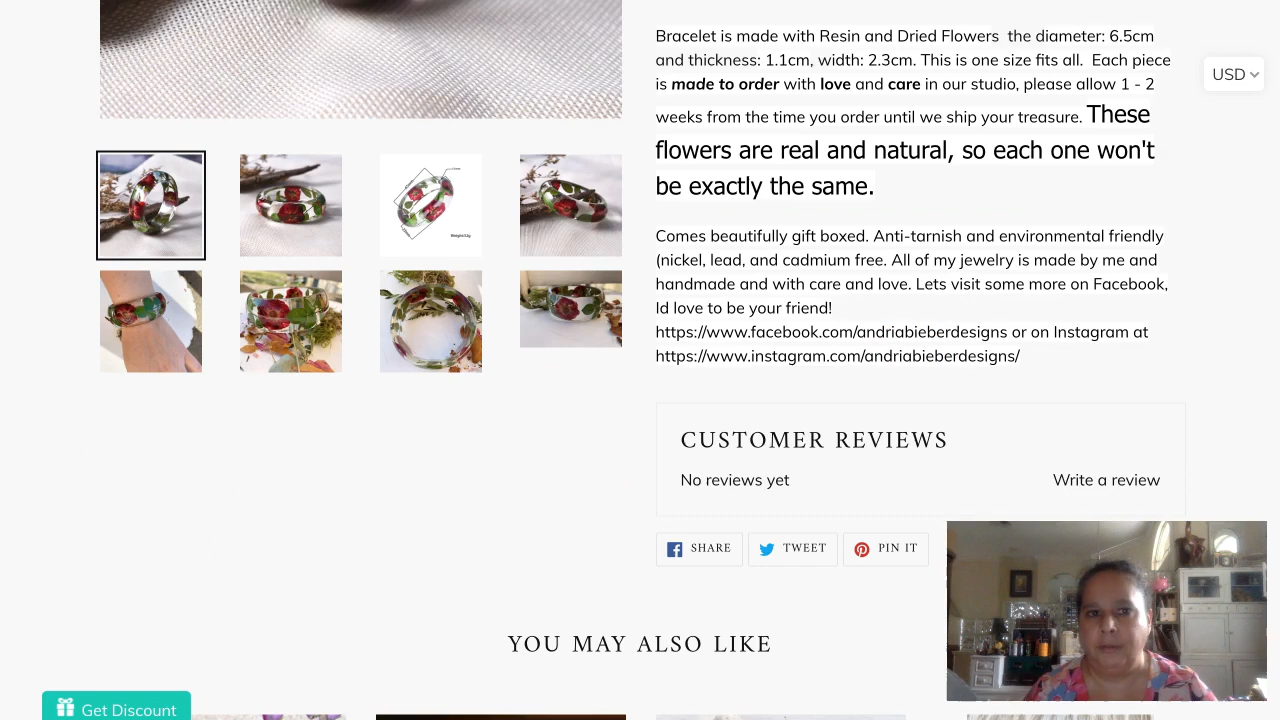 Bracelet is made with Resin and Dried Flowers  the diameter: 6.5cm
and thickness: 1.1cm, width: 2.3cm. This is one size fits all.  Each piece
is made to order with love and care in our studio, please allow 1 - 2
weeks from the time you order until we ship your treasure. These
flowers are real and natural, so each one won't
be exactly the same.
USD
Comes beautifully gift boxed. Anti-tarnish and environmental friendly
(nickel, lead, and cadmium free. All of my jewelry is made by me and
handmade and with care and love. Lets visit some more on Facebook,
Id love to be your friend!
https://www.facebook.com/andriabieberdesigns or on Instagram at
https://www.instagram.com/andriabieberdesigns/
CUSTOMER REVIEWS
No reviews yet
Write a review
SHARE
TWEET
PIN IT
YOU MAY ALSO LIKE
Get Discount